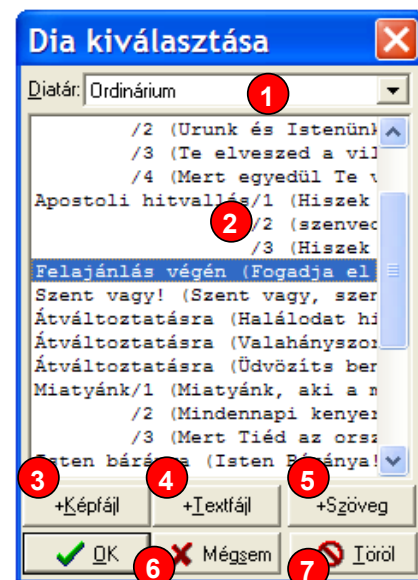 Dia kiválasztása
Diatár: Ordinárium
1
/2 (Urunk és Istenünk
/3 (Te elveszed a vil
/4 (Mert egyedül Te v
Apostoli hitvallás/1 (Hiszek
2
/2 (szenved
/3 (Hiszek
Felajánlás végén (Fogadja el
Szent vagy! (Szent vagy, szen
Átváltoztatásra (Halálodat hi
Átváltoztatásra (Valahányszor
Átváltoztatásra (Üdvözíts ben
Miatyánk/1 (Miatyánk, aki a m
/2 (Mindennapi kenyer
/3 (Mert Tiéd az orsz
Isten báránya (Isten Báránya!
3 4 5
+Képfájl +Textfájl +Szöveg
OK Mégsem Töröl
6 7